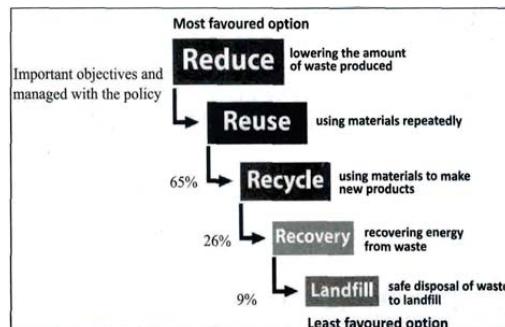 Most favoured option
Reduce
lowering the amount
of waste produced
Important objectives and
managed with the policy
Reuse
using materials repeatedly
65%
Recycle
using materials to make
new products
26%
Recovery
recovering energy
from waste
9%
Landfill
safe disposal of waste
to landfill
Least favoured option